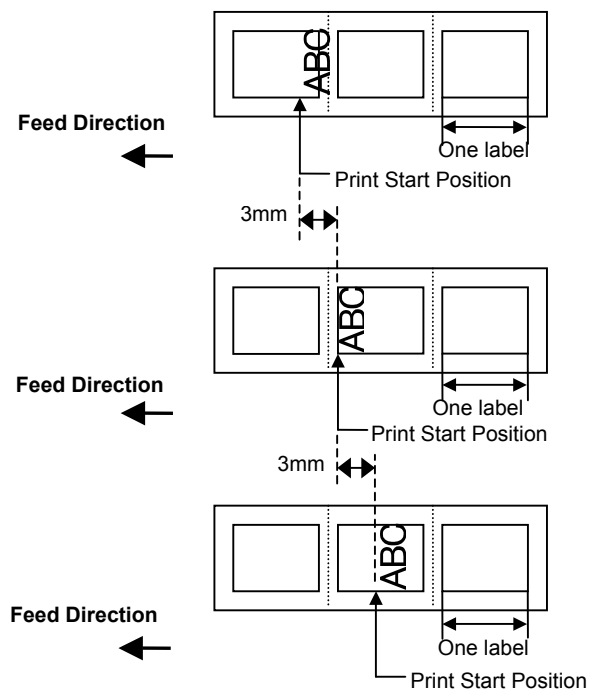 ABC
Feed Direction
One label
Print Start Position
3mm
ABC
Feed Direction
One label
Print Start Position
3mm
ABC
Feed Direction
One label
Print Start Position